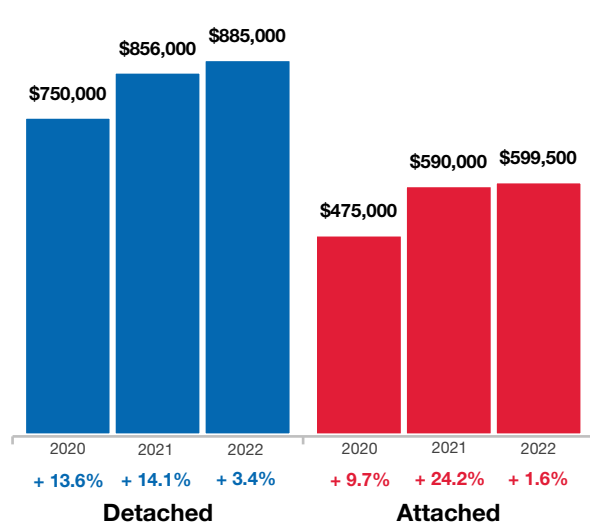 $750,000
$856,000
$885,000
$475,000
$590,000
$599,500
2020 2021 2022
2020 2021 2022
+ 13.6% + 14.1% + 3.4%
+ 9.7% + 24.2% + 1.6%
Detached
Attached